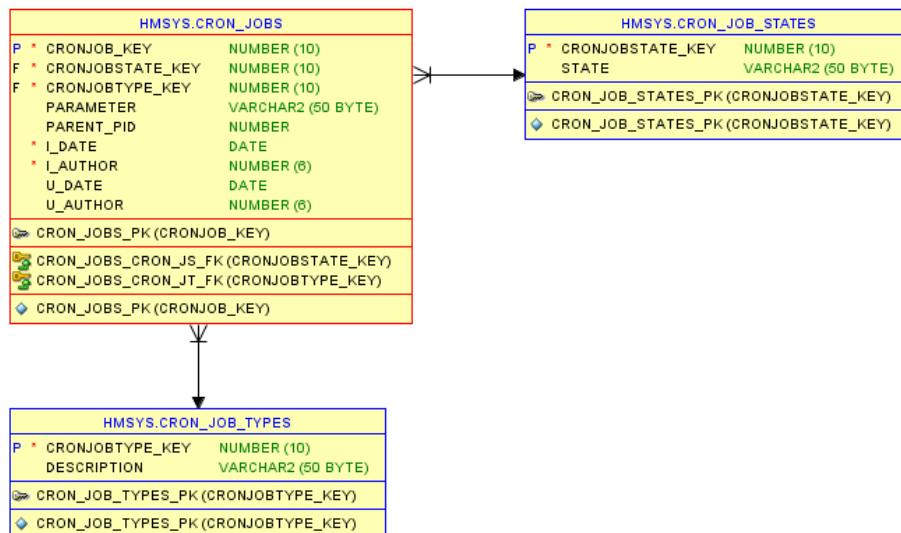 HMSYS.CRON_JOBS
P * CRONJOB_KEY NUMBER (10)
F * CRONJOBSTATE_KEY NUMBER (10)
F * CRONJOBTYPE_KEY NUMBER (10)
PARAMETER VARCHAR2 (50 BYTE)
PARENT_PID NUMBER
* I_DATE DATE
* I_AUTHOR NUMBER (6)
U_DATE DATE
U_AUTHOR NUMBER (6)
CRON_JOBS_PK (CRONJOB_KEY)
CRON_JOBS_CRON_JS_FK (CRONJOBSTATE_KEY)
CRON_JOBS_CRON_JT_FK (CRONJOBTYPE_KEY)
CRON_JOBS_PK (CRONJOB_KEY)
HMSYS.CRON_JOB_STATES
P * CRONJOBSTATE_KEY NUMBER (10)
STATE VARCHAR2 (50 BYTE)
CRON_JOB_STATES_PK (CRONJOBSTATE_KEY)
CRON_JOB_STATES_PK (CRONJOBSTATE_KEY)
HMSYS.CRON_JOB_TYPES
P * CRONJOBTYPE_KEY NUMBER (10)
DESCRIPTION VARCHAR2 (50 BYTE)
CRON_JOB_TYPES_PK (CRONJOBTYPE_KEY)
CRON_JOB_TYPES_PK (CRONJOBTYPE_KEY)